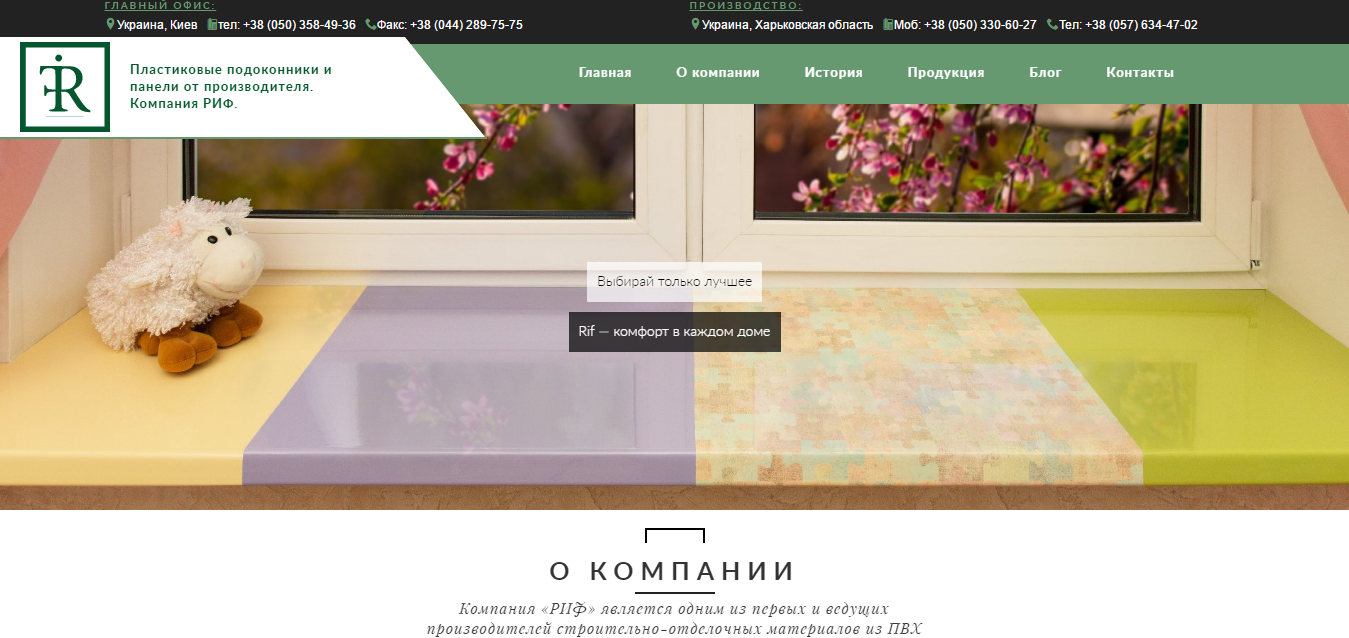 ГЛАВНЫЙ ОФИС:
Украина, Киев тел: +38 (050) 358-49-36 Факс: +38 (044) 289-75-75
ПРОИЗВОДСТВО:
Украина, Харьковская область Моб: +38 (050) 330-60-27 Тел: +38 (057) 634-47-02
Пластиковые подоконники и
панели от производителя.
Компания РИФ.
Главная О компании История Продукция Блог Контакты
Выбирай только лучшее
Rif — комфорт в каждом доме
О КОМПАНИИ
Компания «РИФ» является одним из первых и ведущих
производителей строительно-отделочных материалов из ПВХ